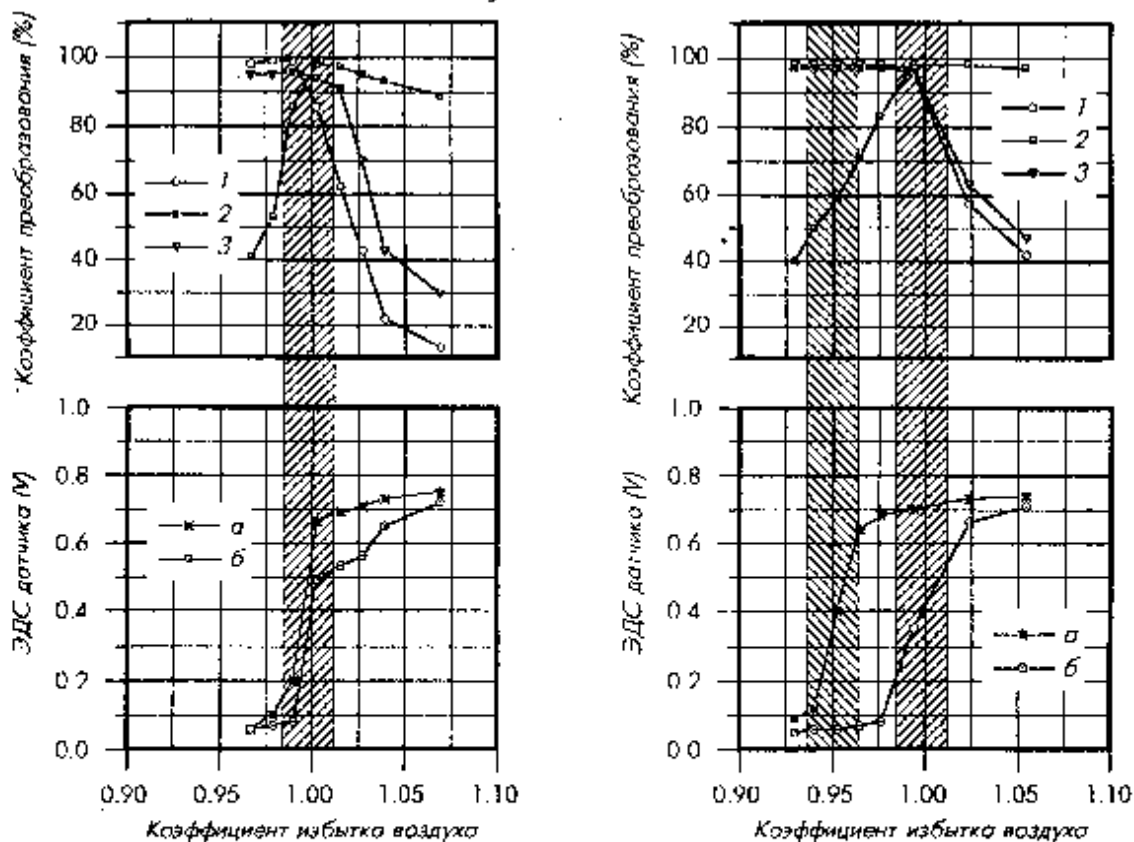 Коэффициент преобразования (%)
100
80
60
40
20
1
2
3
Коэффициент преобразования (%)
100
80
60
40
20
1
2
3
ЭДС датчика (V)
1.0
0.8
0.6
0.4
0.2
0.0
а
б
0.90 0.95 1.00 1.05 1.10
Коэффициент избытка воздуха
ЭДС датчика (V)
1.0
0.8
0.6
0.4
0.2
0.0
а
б
0.90 0.95 1.00 1.05 1.10
Коэффициент избытка воздуха